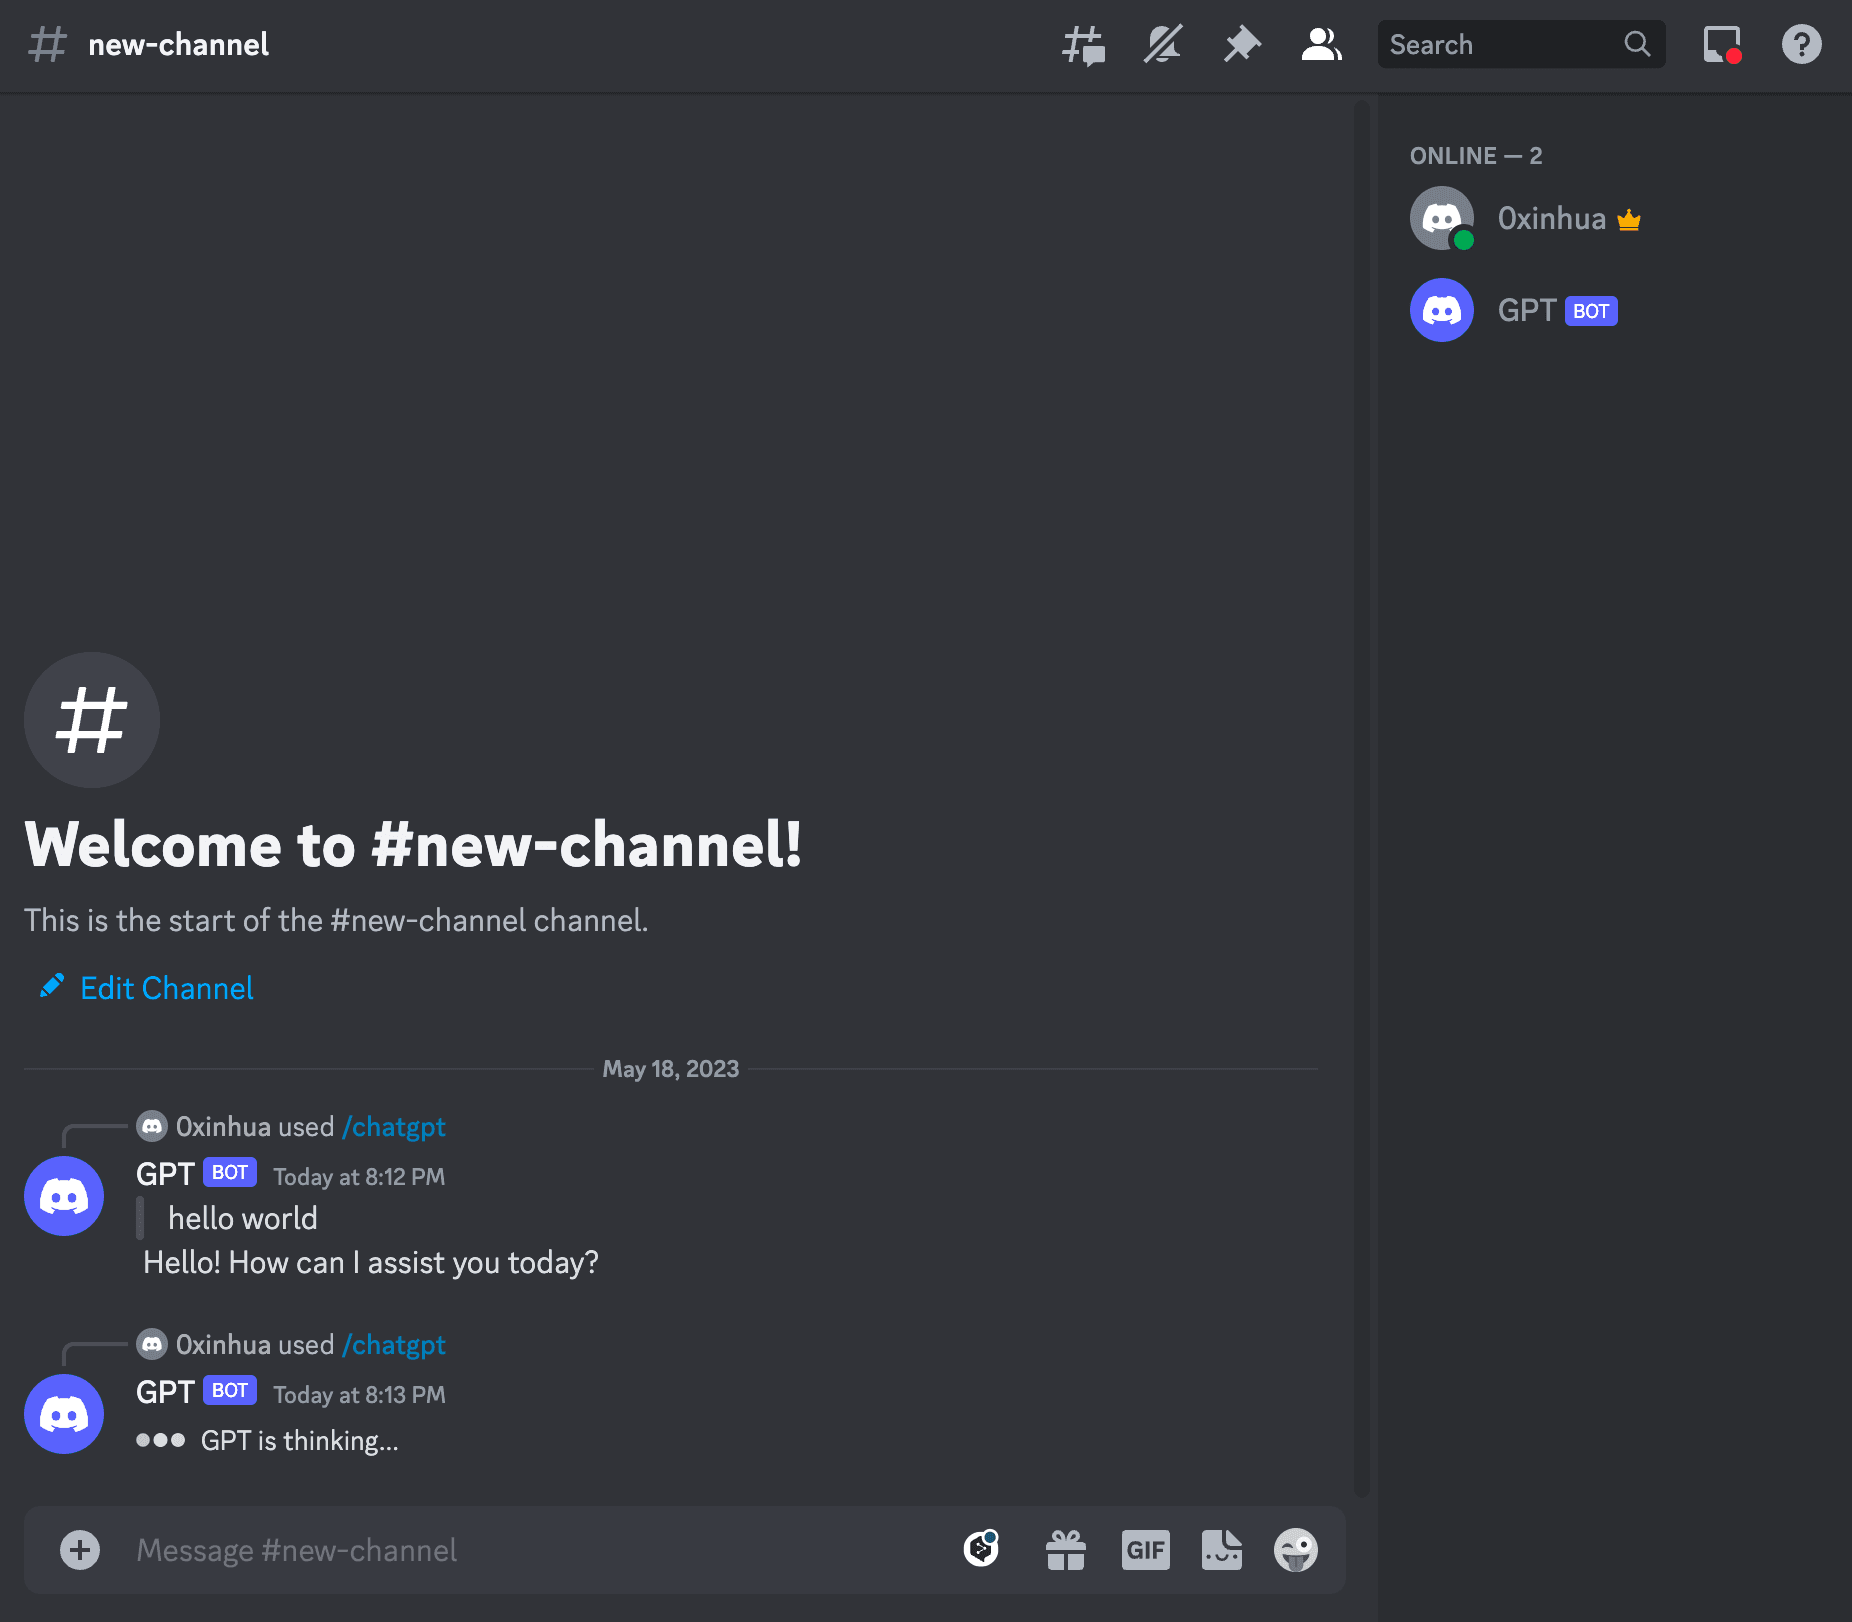 new-channel
Search
ONLINE — 2
0xinhua
GPT BOT
Welcome to #new-channel!
This is the start of the #new-channel channel.
Edit Channel
May 18, 2023
0xinhua used /chatgpt
GPT BOT Today at 8:12 PM
hello world
Hello! How can I assist you today?
0xinhua used /chatgpt
GPT BOT Today at 8:13 PM
GPT is thinking...
Message #new-channel
GIF